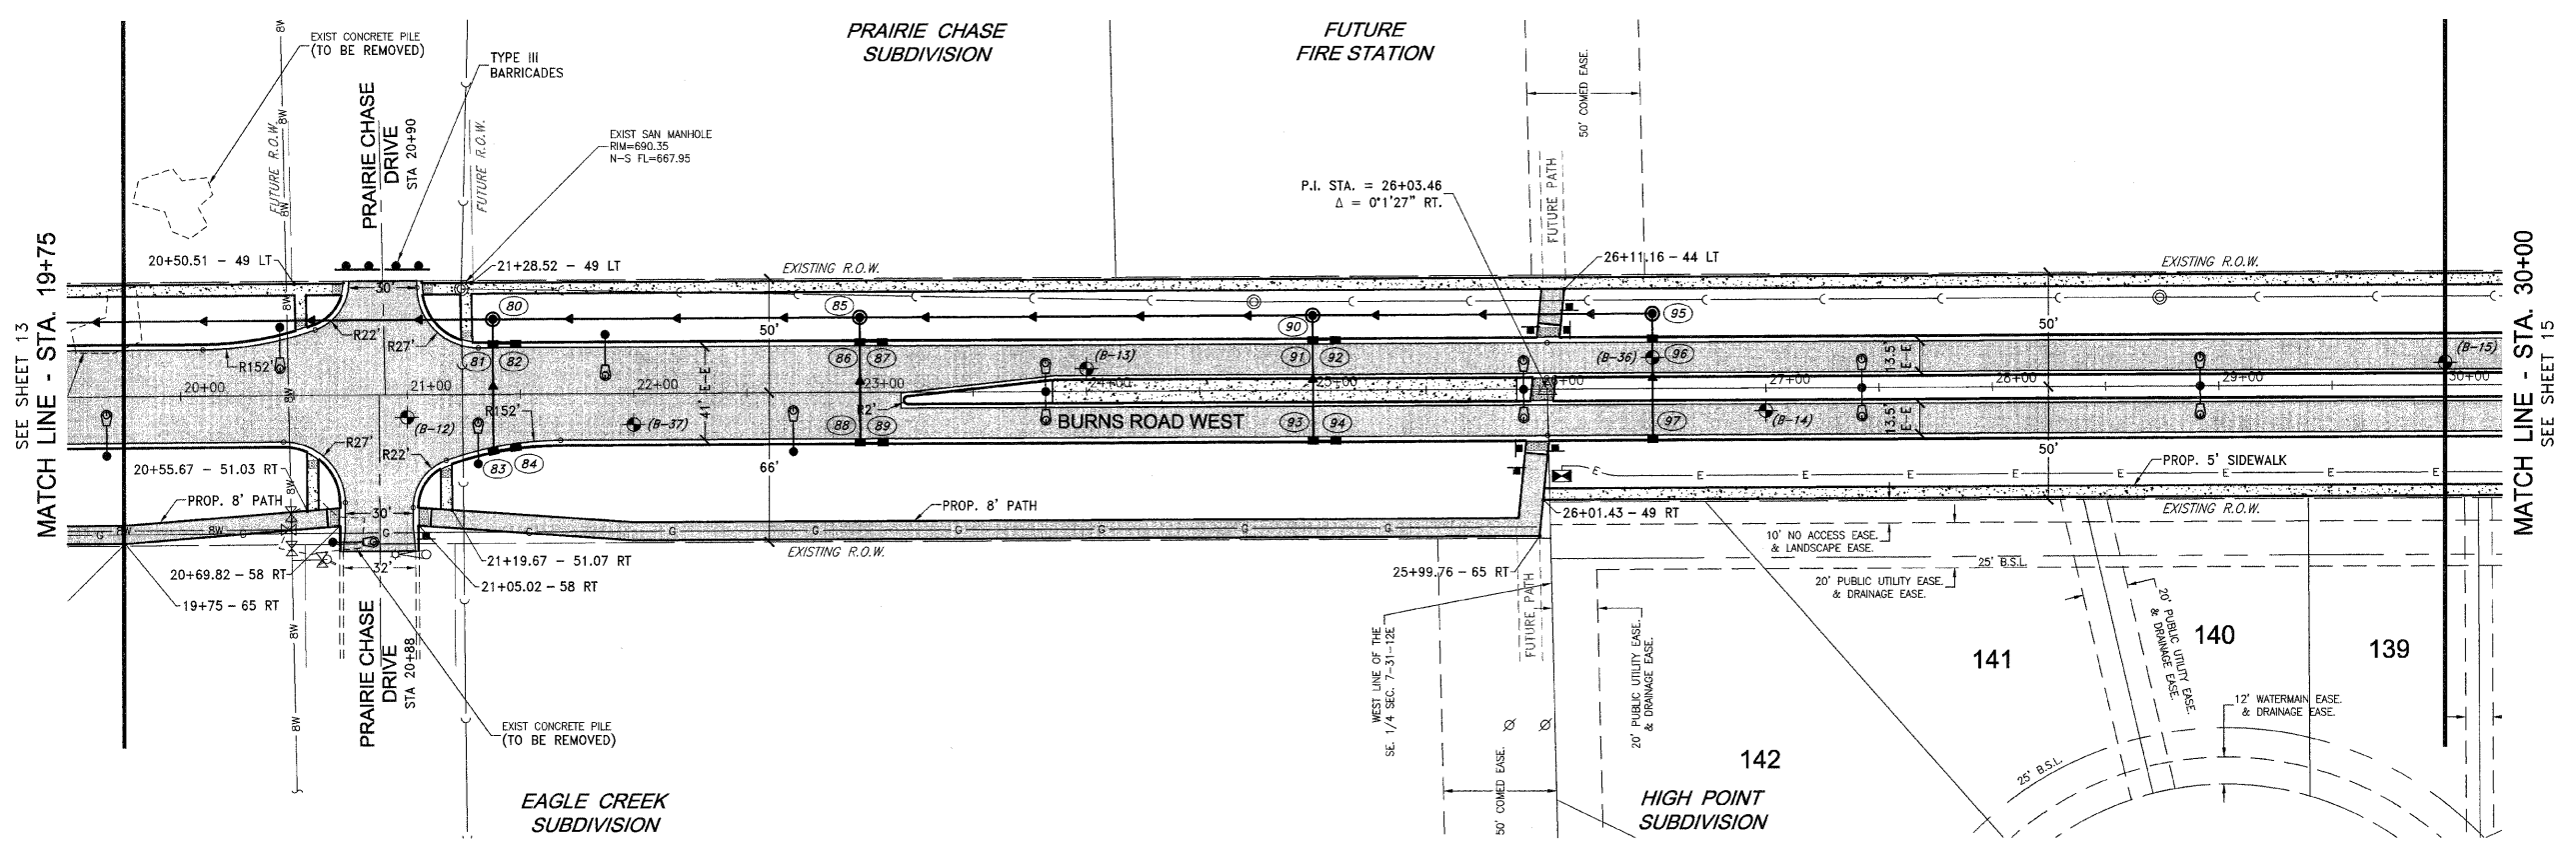 PRAIRIE CHASE
SUBDIVISION
FUTURE
FIRE STATION
EXIST CONCRETE PILE
(TO BE REMOVED)
TYPE III
BARRICADES
PRAIRIE CHASE
DRIVE
STA 20+90
FUTURE R.O.W.
FUTURE R.O.W.
8W
8W
8W
8W
8W
EXIST SAN MANHOLE
RIM=690.35
N-S FL=667.95
50' COMED EASE.
FUTURE PATH
P.I. STA. = 26+03.46
Δ = 0°1'27" RT.
SEE SHEET 13
MATCH LINE - STA. 19+75
MATCH LINE - STA. 30+00
SEE SHEET 15
20+50.51 - 49 LT
21+28.52 - 49 LT
EXISTING R.O.W.
26+11.16 - 44 LT
EXISTING R.O.W.
30'
80
85
90
95
50'
50'
R22'
R27'
R152'
81
82
86
87
91
92
96
(B-13)
(B-36)
(B-15)
13.5'
E-E
20+00
21+00
22+00
23+00
24+00
25+00
26+00
27+00
28+00
29+00
30+00
41' E-E
R152'
R2'
BURNS ROAD WEST
(B-12)
(B-37)
(B-14)
13.5'
E-E
88
89
93
94
97
R27'
R22'
83
84
66'
50'
20+55.67 - 51.03 RT
PROP. 8' PATH
PROP. 8' PATH
PROP. 5' SIDEWALK
E E E E E E E
30'
G 8W G G G G G G G
EXISTING R.O.W.
EXISTING R.O.W.
26+01.43 - 49 RT
21+19.67 - 51.07 RT
20+69.82 - 58 RT
32'
21+05.02 - 58 RT
19+75 - 65 RT
25+99.76 - 65 RT
10' NO ACCESS EASE.
& LANDSCAPE EASE.
25' B.S.L.
20' PUBLIC UTILITY EASE.
& DRAINAGE EASE.
PRAIRIE CHASE
DRIVE
STA 20+88
8W
8W
EXIST CONCRETE PILE
(TO BE REMOVED)
EAGLE CREEK
SUBDIVISION
WEST LINE OF THE
SE. 1/4 SEC. 7-31-12E
FUTURE PATH
20' PUBLIC UTILITY EASE.
& DRAINAGE EASE.
50' COMED EASE.
142
HIGH POINT
SUBDIVISION
141
20' PUBLIC UTILITY EASE.
& DRAINAGE EASE.
140
139
12' WATERMAIN EASE.
& DRAINAGE EASE.
25' B.S.L.